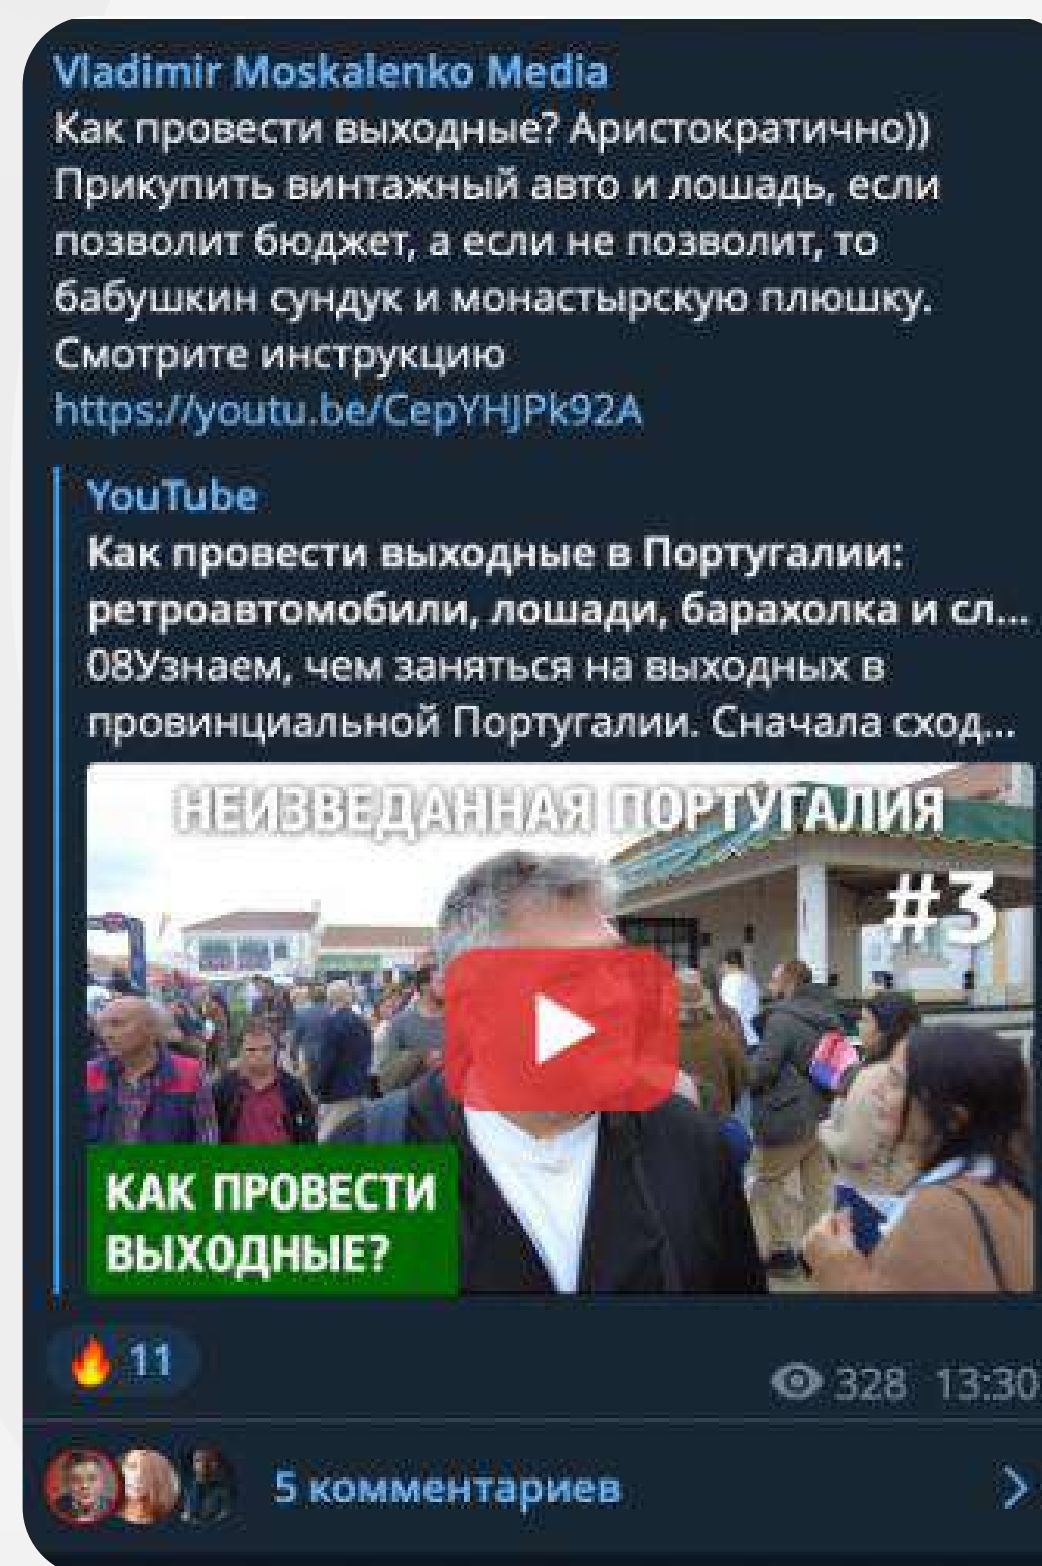 Vladimir Moskalenko Media
Как провести выходные? Аристократично))
Прикупить винтажный авто и лошадь, если
позволит бюджет, а если не позволит, то
бабушкин сундук и монастырскую плюшку.
Смотрите инструкцию
https://youtu.be/CepYHJPk92A
YouTube
Как провести выходные в Португалии:
ретроавтомобили, лошади, барахолка и сл...
08Узнаем, чем заняться на выходных в
провинциальной Португалии. Сначала сход...
НЕИЗВЕДАННАЯ ПОРТУГАЛИЯ
#3
КАК ПРОВЕСТИ
ВЫХОДНЫЕ?
🔥 11
328 13:30
5 комментариев